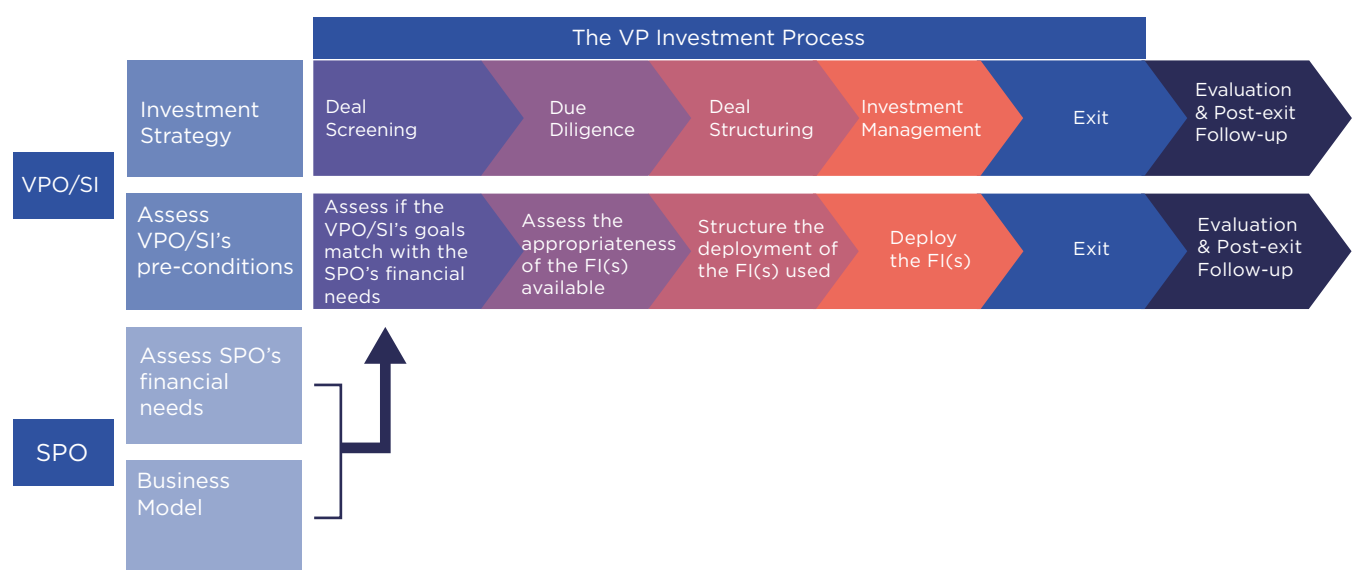 The VP Investment Process
VPO/SI
Investment
Strategy
Deal
Screening
Due
Diligence
Deal
Structuring
Investment
Management
Exit
Evaluation
& Post-exit
Follow-up
Assess
VPO/SI's
pre-conditions
Assess if the
VPO/SI's goals
match with the
SPO's financial
needs
Assess the
appropriateness
of the FI(s)
available
Structure the
deployment of
the FI(s) used
Deploy
the FI(s)
Exit
Evaluation
& Post-exit
Follow-up
SPO
Assess SPO's
financial
needs
Business
Model